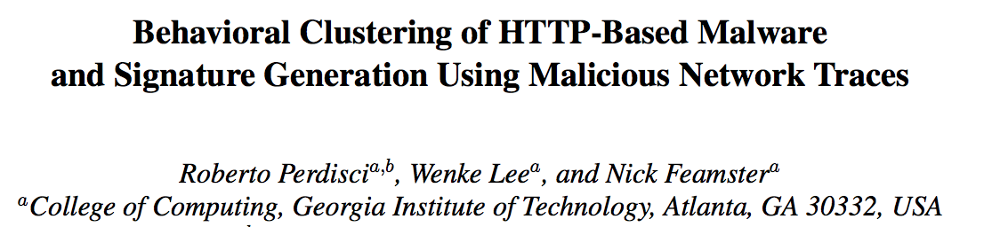 Behavioral Clustering of HTTP-Based Malware
and Signature Generation Using Malicious Network Traces
Roberto Perdisci^a,b, Wenke Lee^a, and Nick Feamster^a
^aCollege of Computing, Georgia Institute of Technology, Atlanta, GA 30332, USA